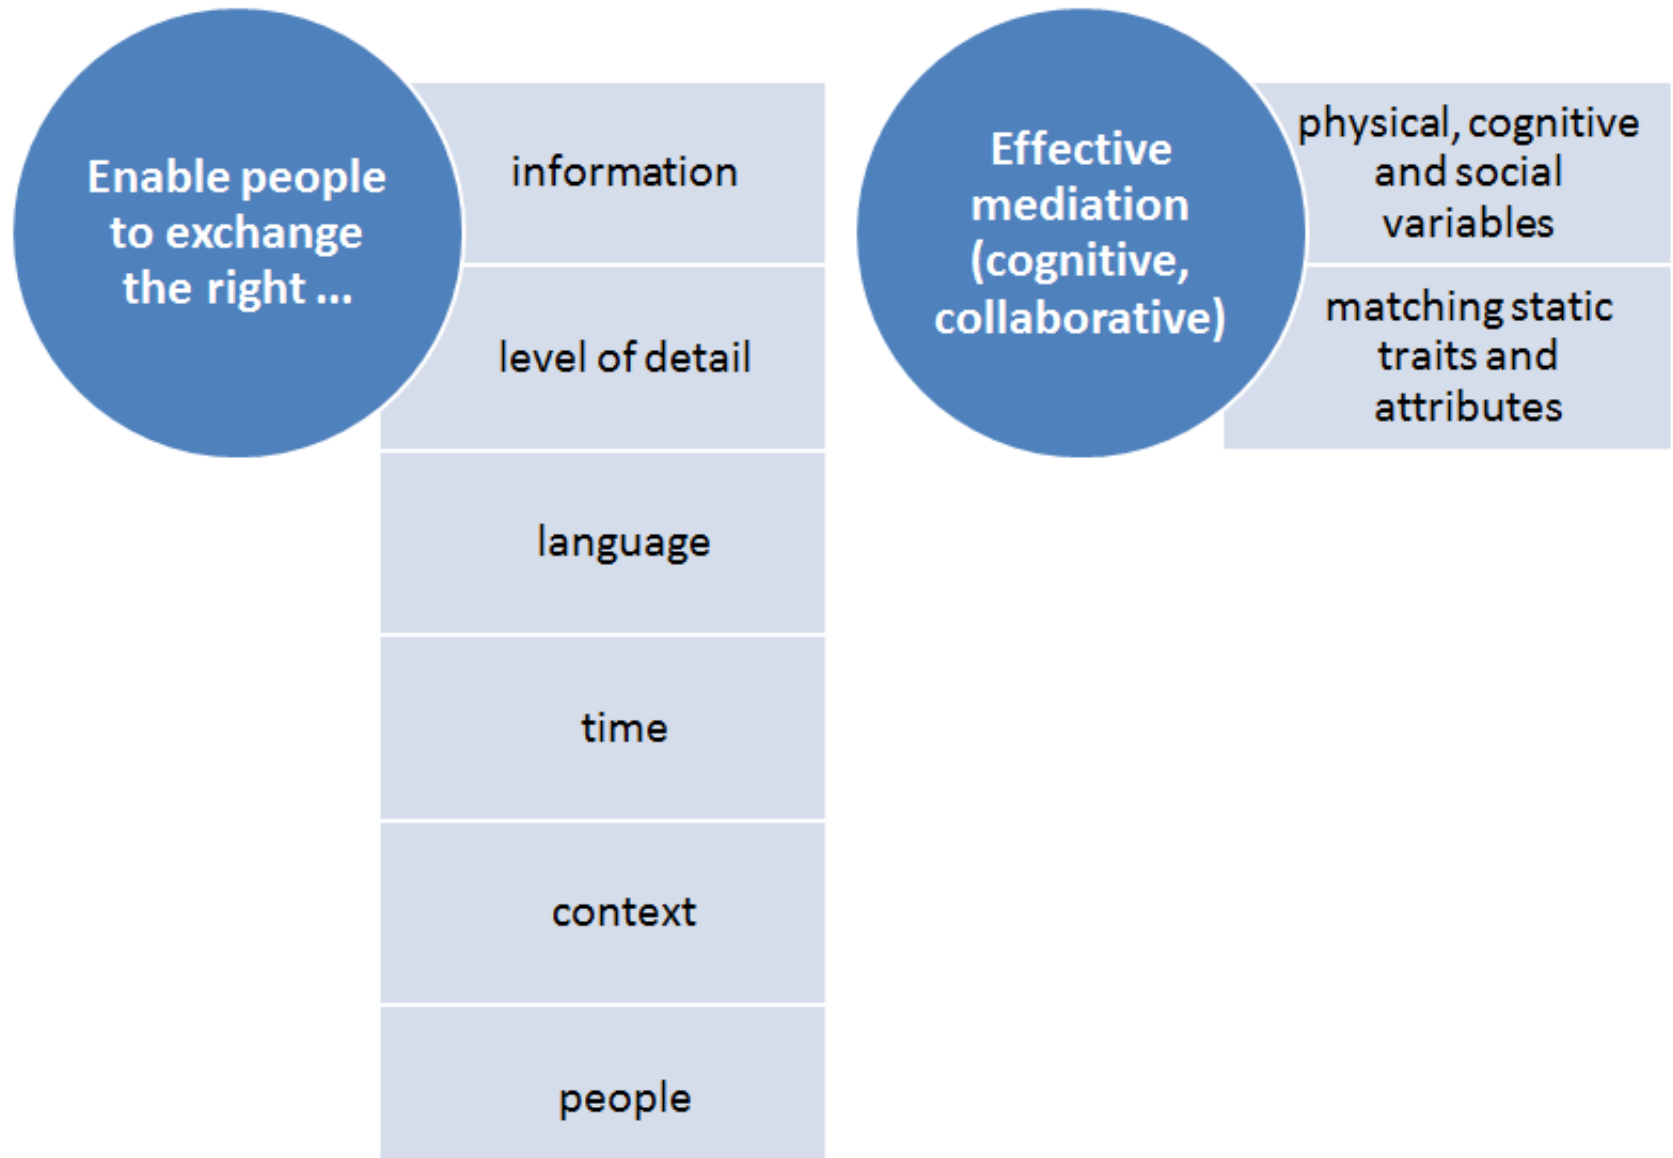 Enable people
to exchange
the right ...
information
level of detail
language
time
context
people
Effective
mediation
(cognitive,
collaborative)
physical, cognitive
and social
variables
matching static
traits and
attributes